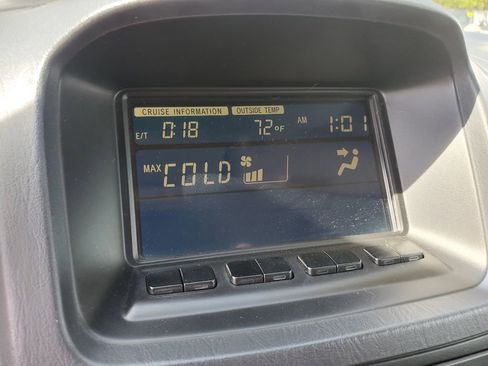 CRUISE INFORMATION OUTSIDE TEMP
E/T 0:18 72°F AM 1:01
MAX COLD